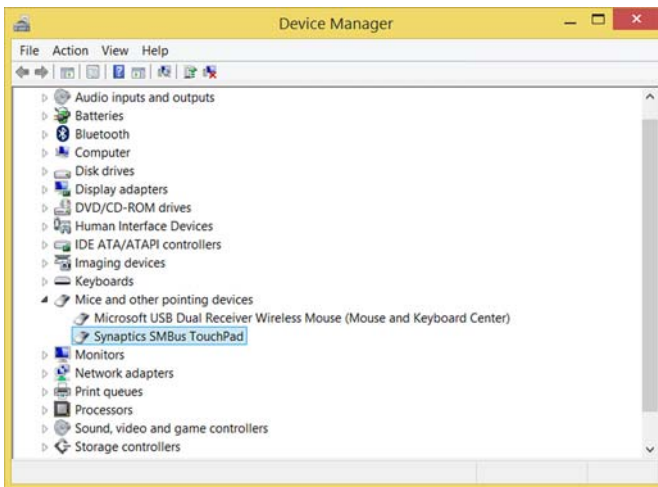 Device Manager
File Action View Help
Audio inputs and outputs
Batteries
Bluetooth
Computer
Disk drives
Display adapters
DVD/CD-ROM drives
Human Interface Devices
IDE ATA/ATAPI controllers
Imaging devices
Keyboards
Mice and other pointing devices
Microsoft USB Dual Receiver Wireless Mouse (Mouse and Keyboard Center)
Synaptics SMBus TouchPad
Monitors
Network adapters
Print queues
Processors
Sound, video and game controllers
Storage controllers